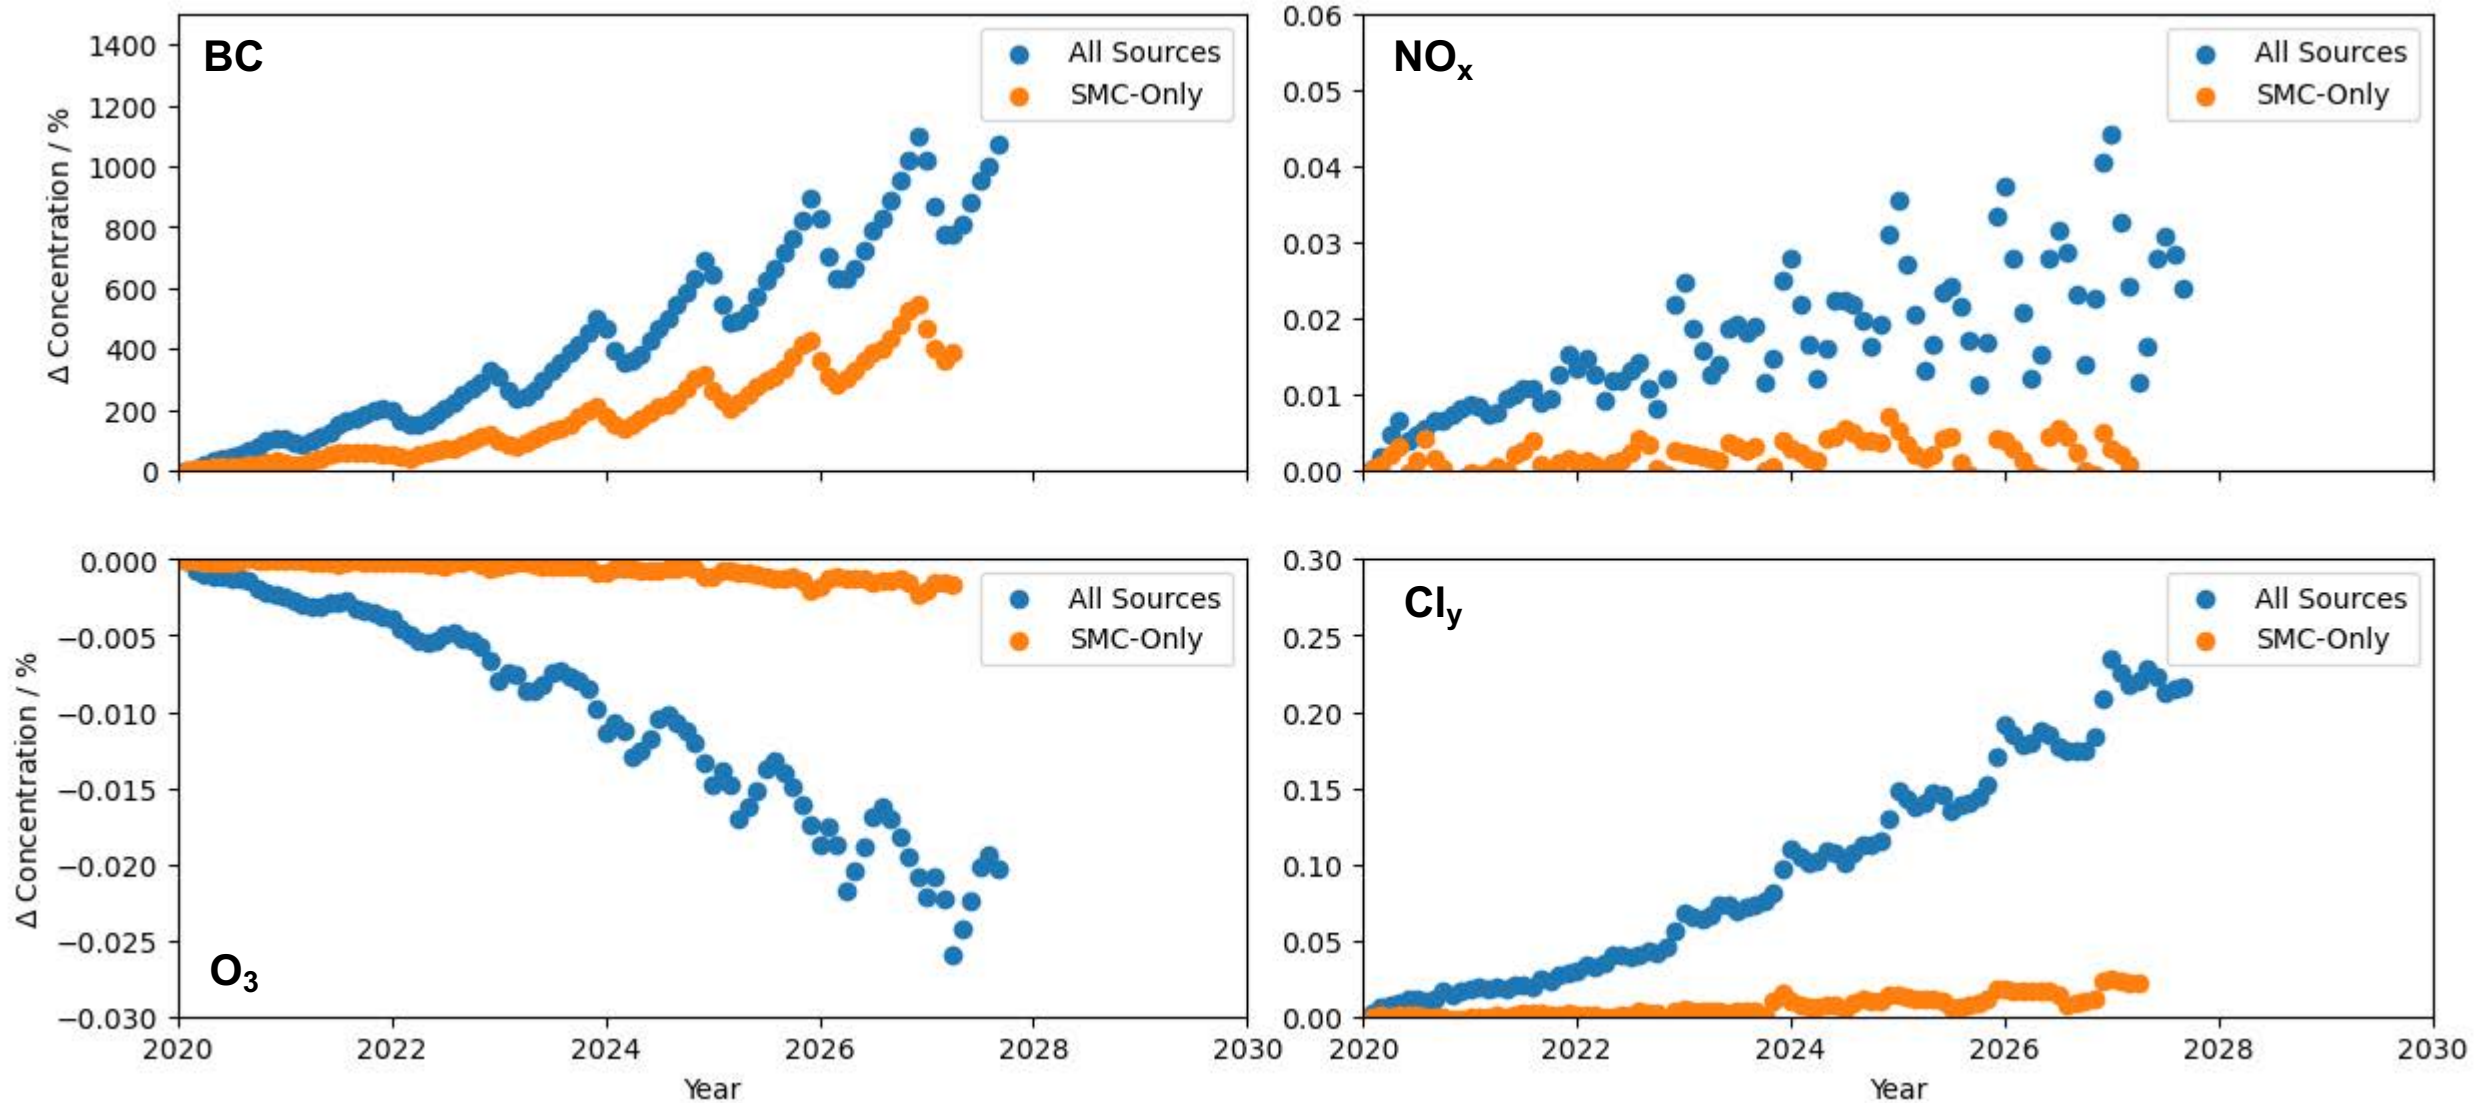 BC
All Sources
SMC-Only
1400
1200
1000
800
600
400
200
0
Δ Concentration / %
NOx
All Sources
SMC-Only
0.06
0.05
0.04
0.03
0.02
0.01
0.00
O3
All Sources
SMC-Only
0.000
−0.005
−0.010
−0.015
−0.020
−0.025
−0.030
Δ Concentration / %
2020 2022 2024 2026 2028 2030
Year
Cly
All Sources
SMC-Only
0.30
0.25
0.20
0.15
0.10
0.05
0.00
2020 2022 2024 2026 2028 2030
Year